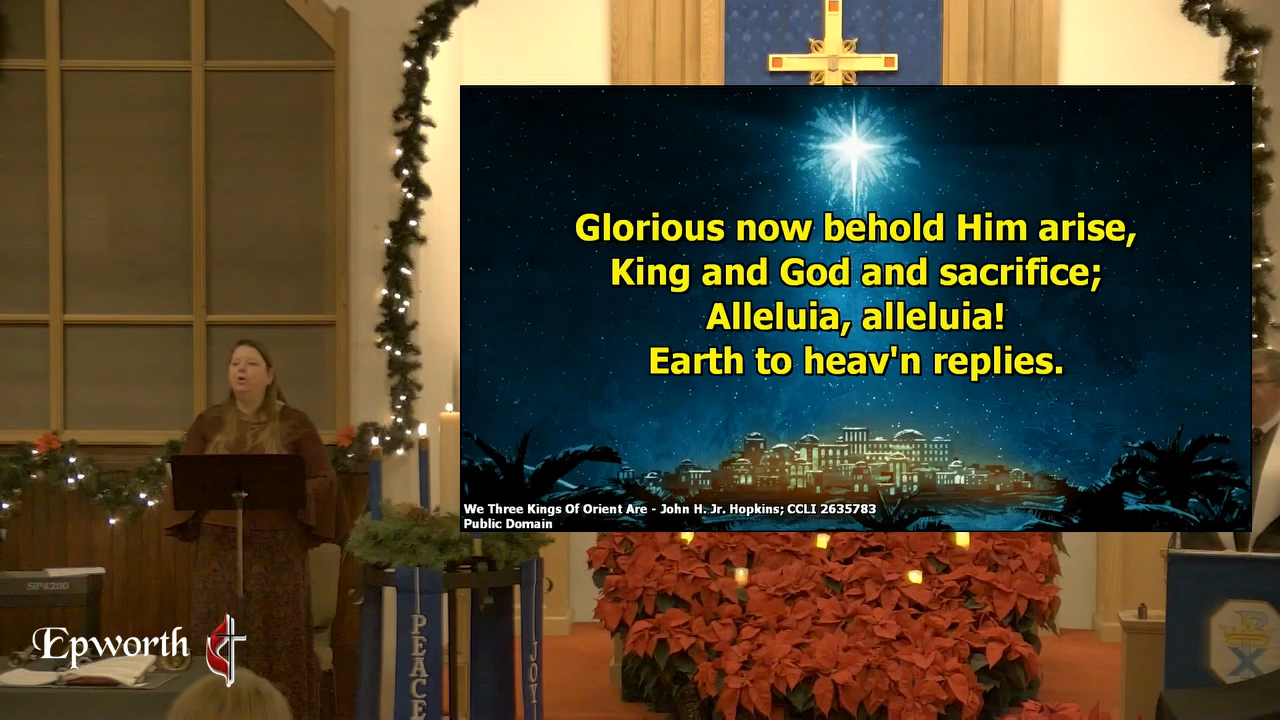 Glorious now behold Him arise,
King and God and sacrifice;
Alleluia, alleluia!
Earth to heav'n replies.
We Three Kings Of Orient Are - John H. Jr. Hopkins; CCLI 2635783
Public Domain
SP4200
Epworth
PEACE
JOY